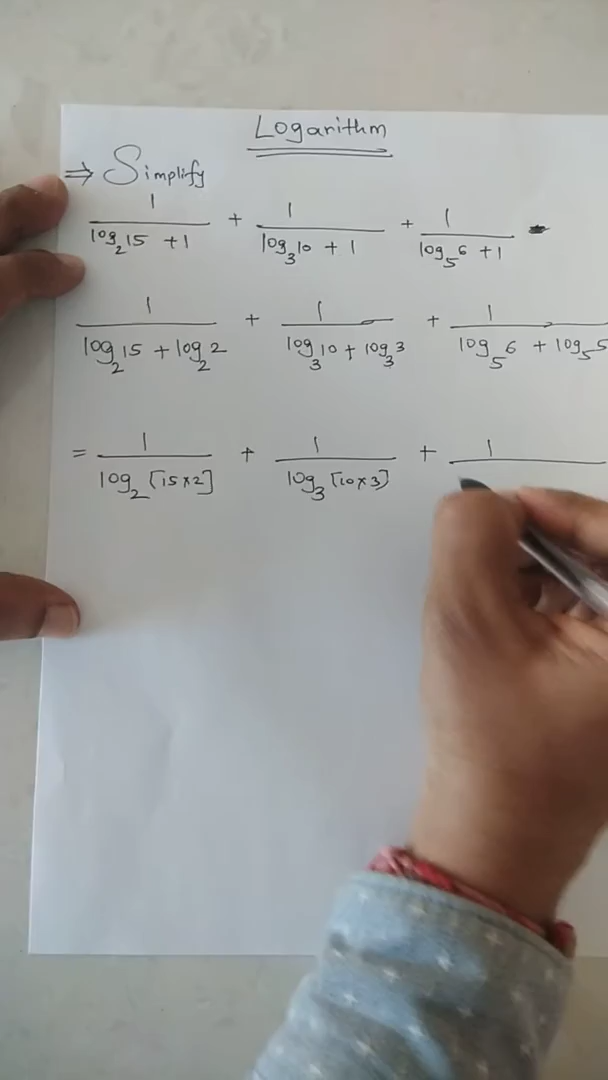 Logarithm
⇒ Simplify
1/(log₂15 + 1) + 1/(log₃10 + 1) + 1/(log₅6 + 1)
1/(log₂15 + log₂2) + 1/(log₃10 + log₃3) + 1/(log₅6 + log₅5
= 1/(log₂[15×2]) + 1/(log₃[10×3]) + 1/